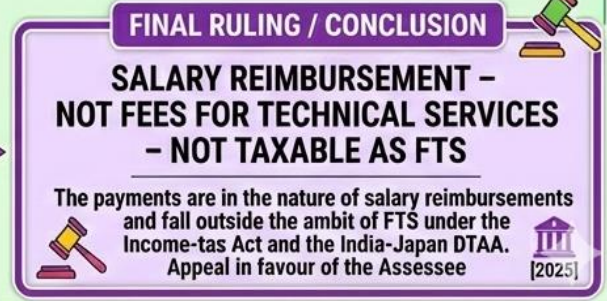 FINAL RULING / CONCLUSION
SALARY REIMBURSEMENT –
NOT FEES FOR TECHNICAL SERVICES
– NOT TAXABLE AS FTS
The payments are in the nature of salary reimbursements
and fall outside the ambit of FTS under the
Income-tas Act and the India-Japan DTAA.
Appeal in favour of the Assessee
[2025]